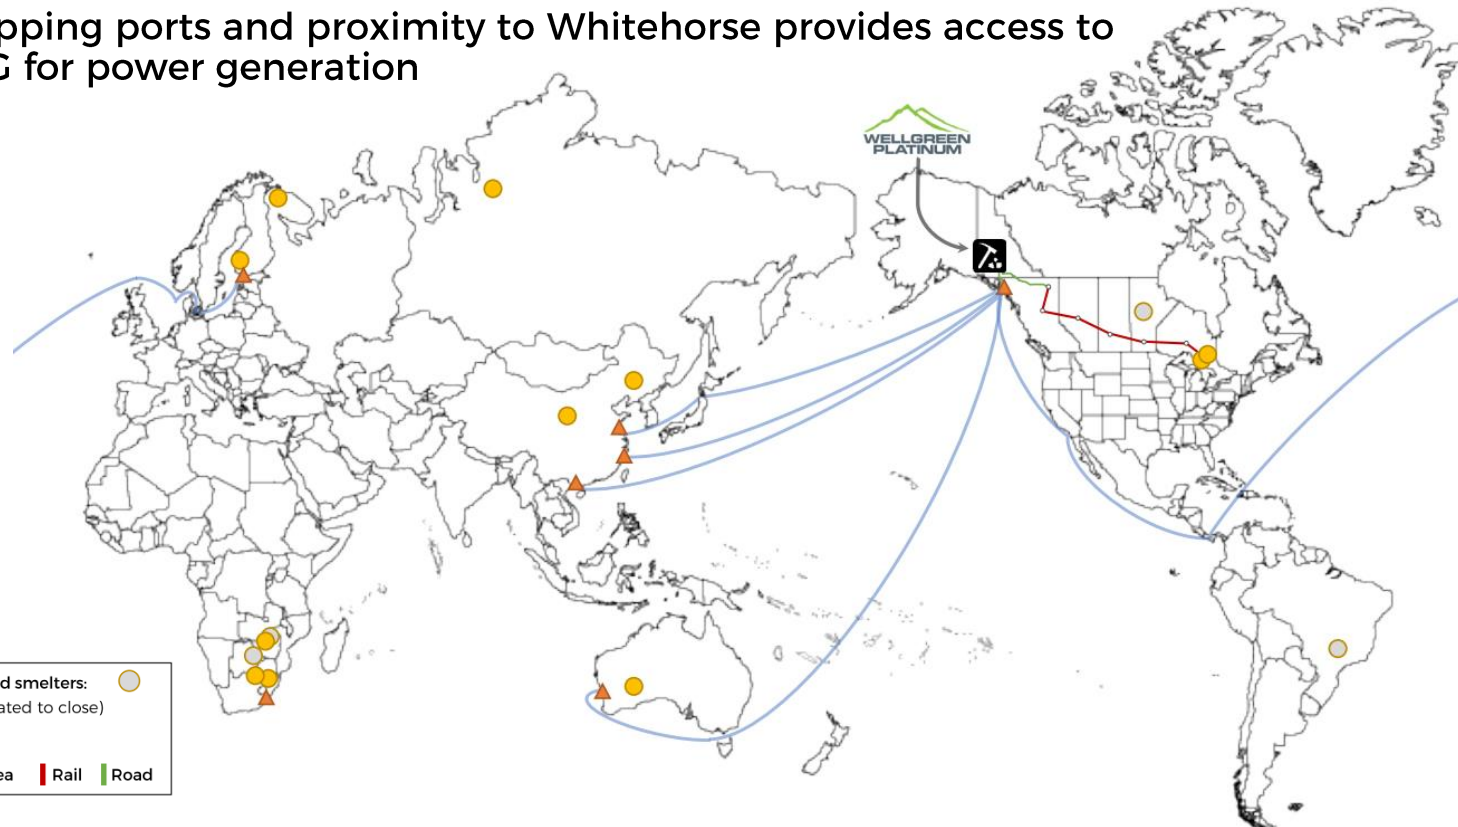 pping ports and proximity to Whitehorse provides access to
G for power generation
WELLGREEN
PLATINUM
d smelters:
ated to close)
ea Rail Road